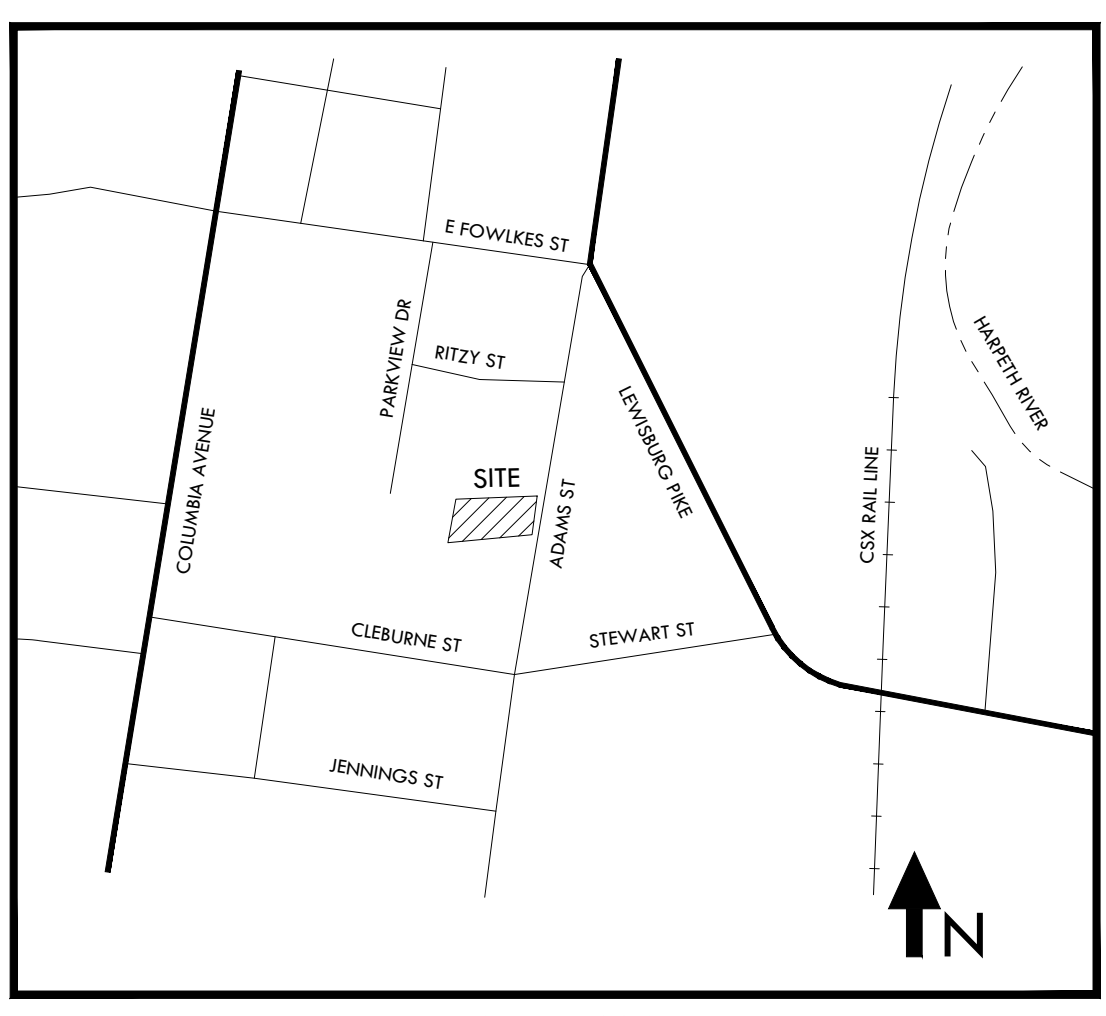 E FOWLKES ST
PARKVIEW DR
RITZY ST
HARPETH RIVER
COLUMBIA AVENUE
LEWISBURG PIKE
SITE
ADAMS ST
CSX RAIL LINE
CLEBURNE ST
STEWART ST
JENNINGS ST
N